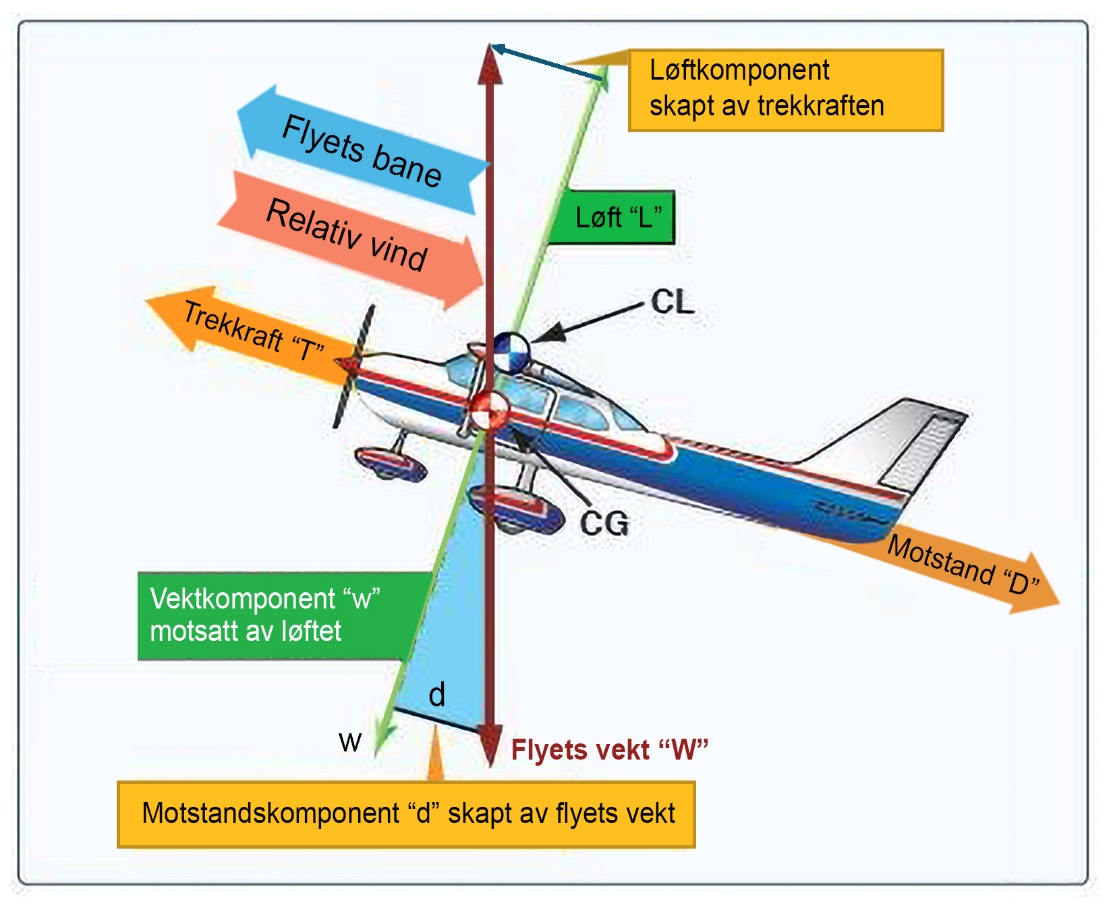 Løftkomponent
skapt av trekkraften
Flyets bane
Løft “L”
Relativ vind
CL
Trekkraft “T”
CG
Motstand “D”
Vektkomponent “w”
motsatt av løftet
d
w
Flyets vekt “W”
Motstandskomponent “d” skapt av flyets vekt